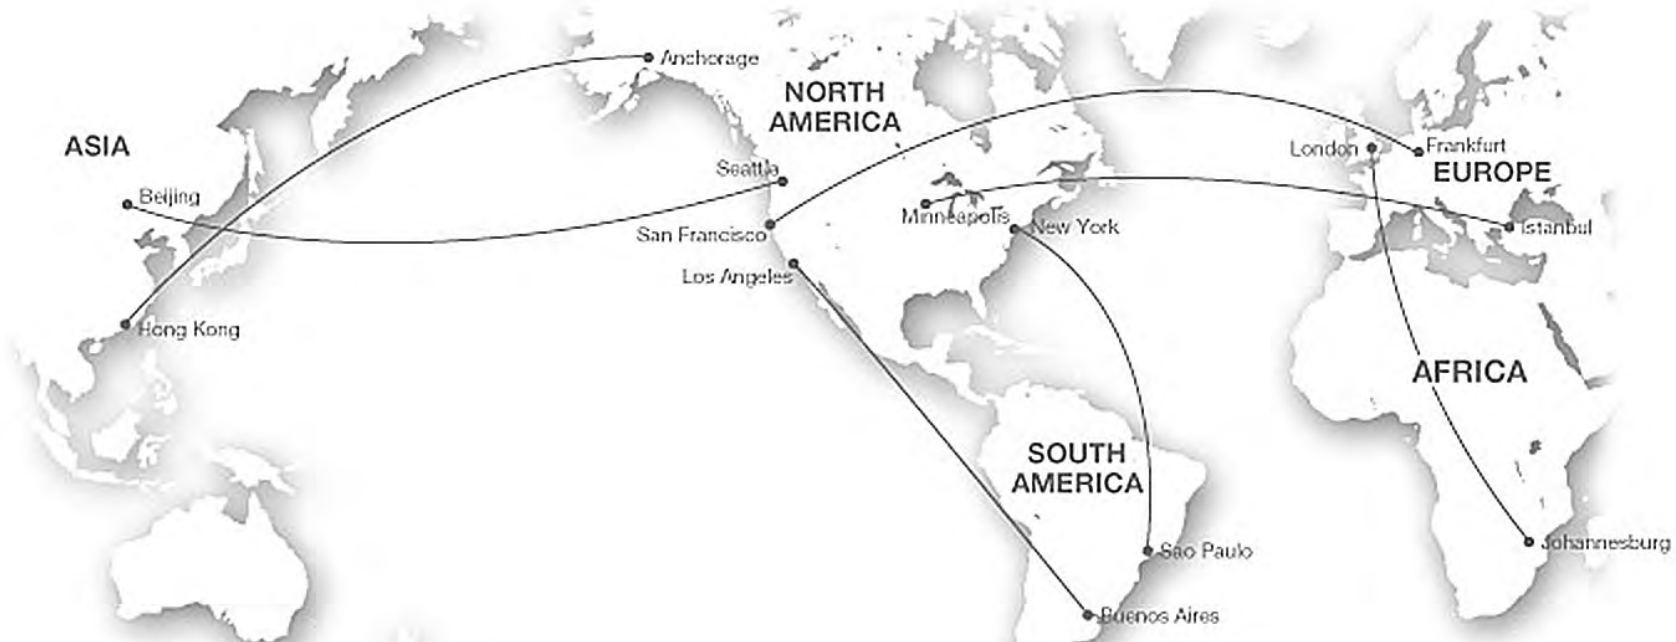 Anchorage
NORTH
AMERICA
ASIA
London
Frankfurt
EUROPE
Seattle
Beijing
Minneapolis
New York
Istanbul
San Francisco
Los Angeles
Hong Kong
AFRICA
SOUTH
AMERICA
Sao Paulo
Johannesburg
Buenos Aires